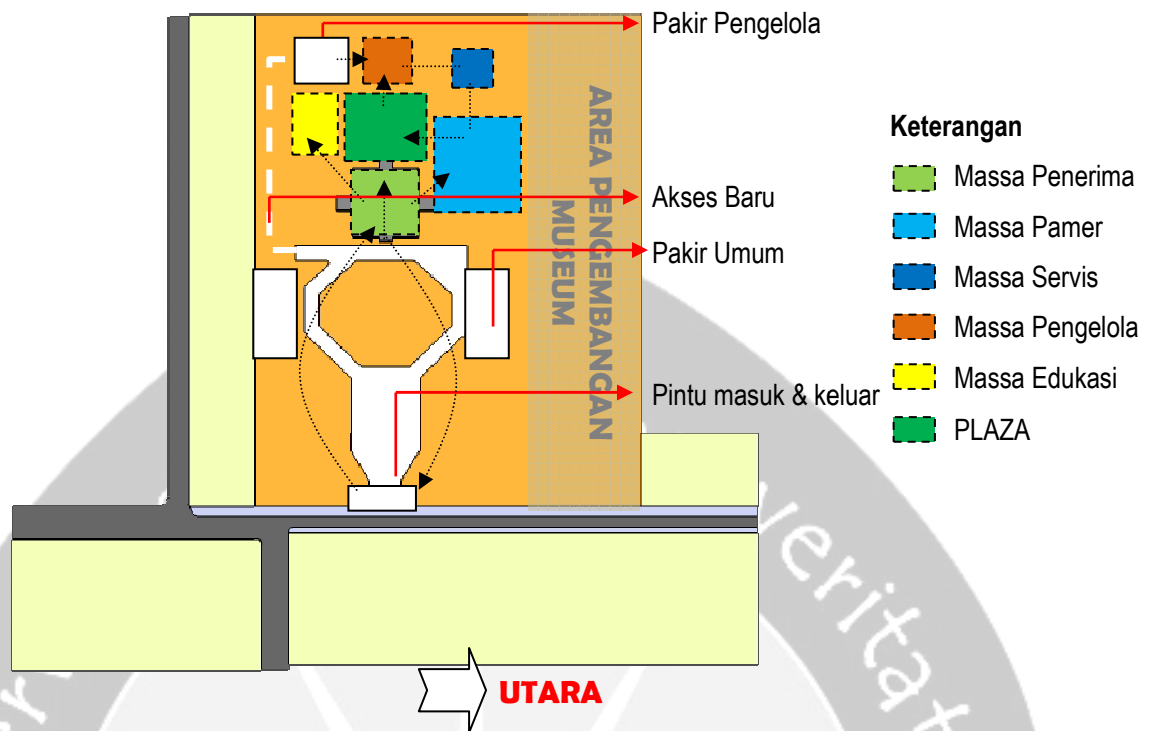 Pakir Pengelola
AREA PENGEMBANGAN
MUSEUM
Keterangan
Massa Penerima
Akses Baru
Massa Pamer
Pakir Umum
Massa Servis
Massa Pengelola
Massa Edukasi
Pintu masuk & keluar
PLAZA
UTARA
veritat